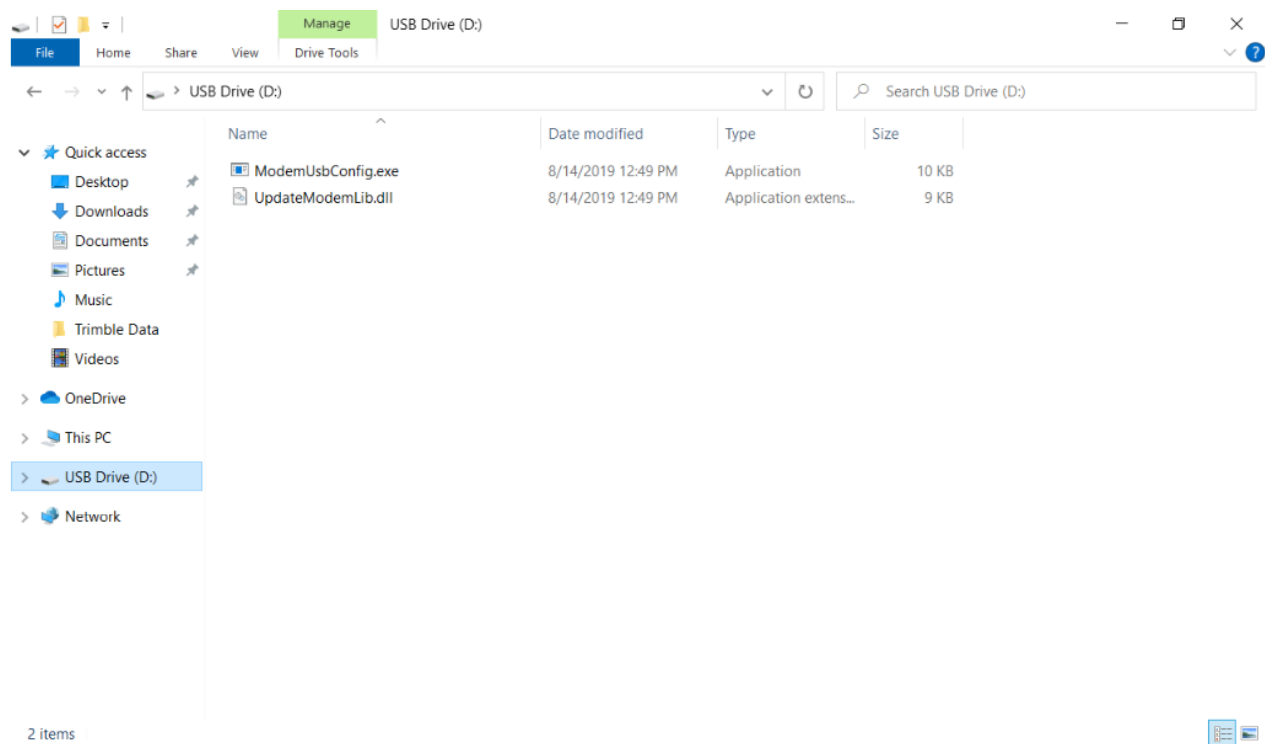 Manage USB Drive (D:)
File Home Share View Drive Tools
USB Drive (D:) Search USB Drive (D:)
Name Date modified Type Size
Quick access
Desktop
Downloads
Documents
Pictures
Music
Trimble Data
Videos
OneDrive
This PC
USB Drive (D:)
Network
ModemUsbConfig.exe 8/14/2019 12:49 PM Application 10 KB
UpdateModemLib.dll 8/14/2019 12:49 PM Application extens... 9 KB
2 items